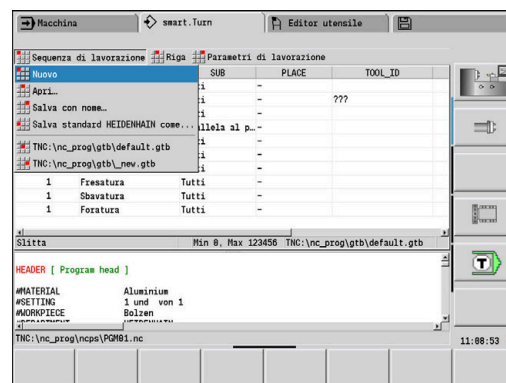 Macchina smart.Turn Editor utensile
Sequenza di lavorazione Riga Parametri di lavorazione
Nuovo SUB PLACE TOOL_ID
Apri… -
Salva con nome… - ???
Salva standard HEIDENHAIN come… -
allela al p… -
TNC:\nc_prog\gtb\default.gtb -
TNC:\nc_prog\gtb\_new.gtb -
1 Fresatura Tutti -
1 Sbavatura Tutti -
1 Foratura Tutti -
Slitta Min 0, Max 123456 TNC:\nc_prog\gtb\default.gtb
HEADER [ Program head ]
#MATERIAL Aluminium
#SETTING 1 und von 1
#WORKPIECE Bolzen
TNC:\nc_prog\ncps\PGM01.nc
T
11:08:53